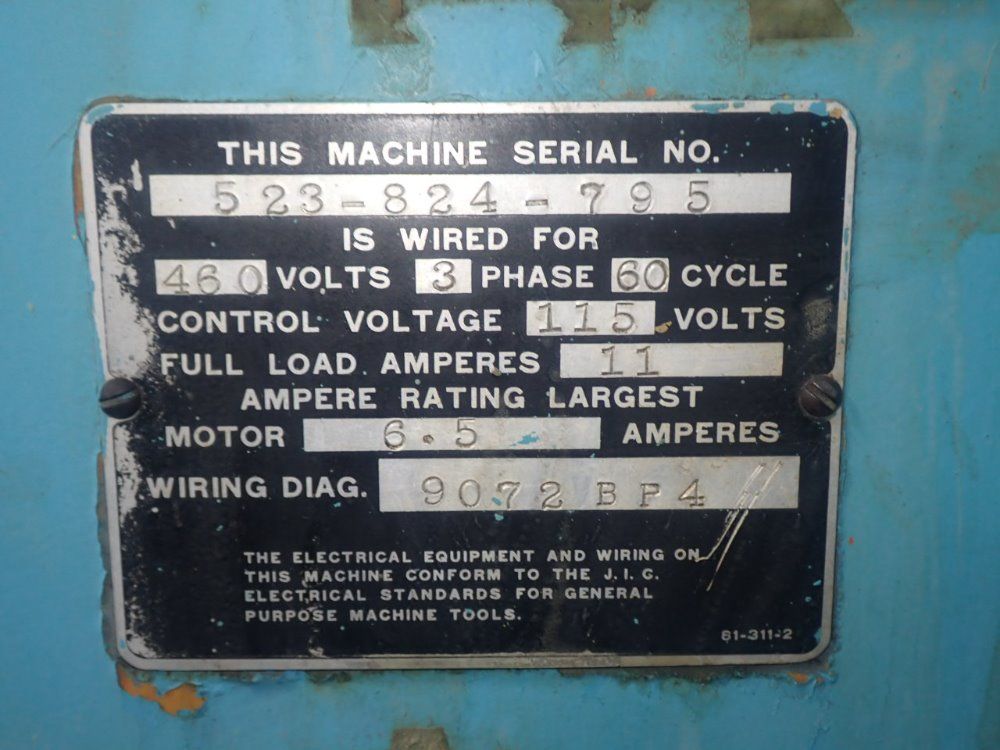 THIS MACHINE SERIAL NO.
523-824-795
IS WIRED FOR
460 VOLTS 3 PHASE 60 CYCLE
CONTROL VOLTAGE 115 VOLTS
FULL LOAD AMPERES 11
AMPERE RATING LARGEST
MOTOR 6.5 AMPERES
WIRING DIAG. 9072BP4
THE ELECTRICAL EQUIPMENT AND WIRING ON
THIS MACHINE CONFORM TO THE J.I.C.
ELECTRICAL STANDARDS FOR GENERAL
PURPOSE MACHINE TOOLS.
61-311-2